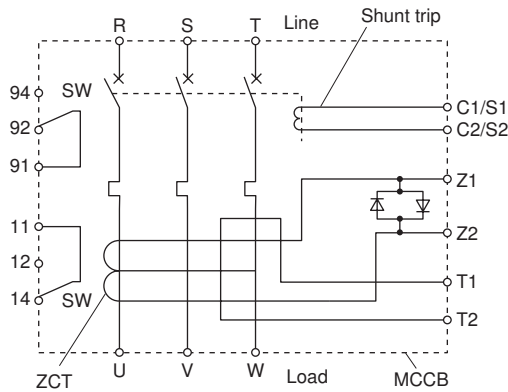 Shunt trip
R S T Line
94 SW
C1/S1
92
C2/S2
91
Z1
11
Z2
12
T1
14 SW
T2
ZCT U V W Load MCCB